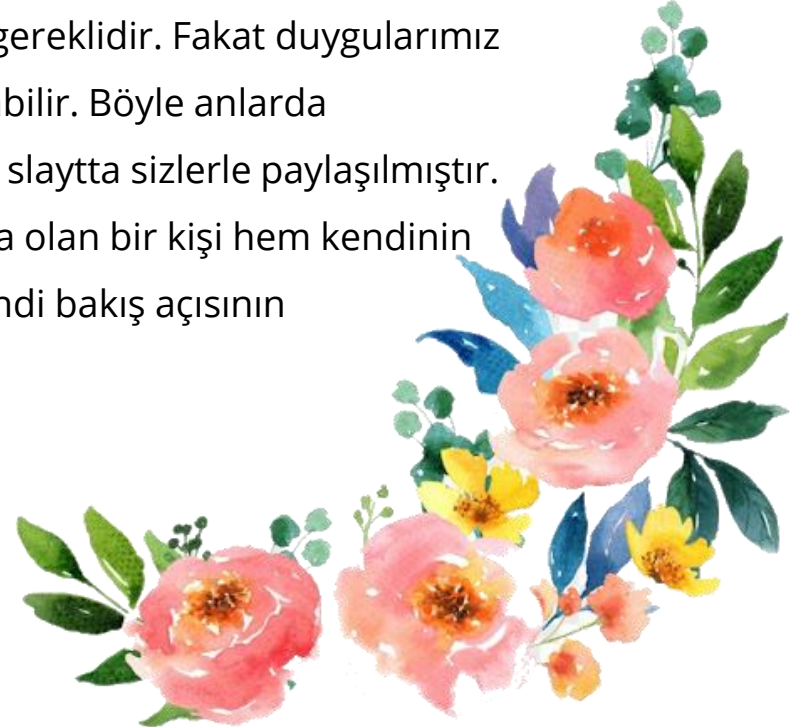 gereklidir. Fakat duygularımız
bilir. Böyle anlarda
slaytta sizlerle paylaşılmıştır.
olan bir kişi hem kendinin
ndi bakış açısının